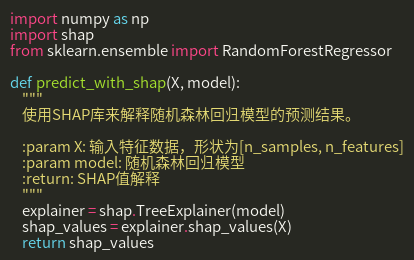 import numpy as np
import shap
from sklearn.ensemble import RandomForestRegressor
def predict_with_shap(X, model):
"""
使用SHAP库来解释随机森林回归模型的预测结果。
:param X: 输入特征数据，形状为[n_samples, n_features]
:param model: 随机森林回归模型
:return: SHAP值解释
"""
explainer = shap.TreeExplainer(model)
shap_values = explainer.shap_values(X)
return shap_values